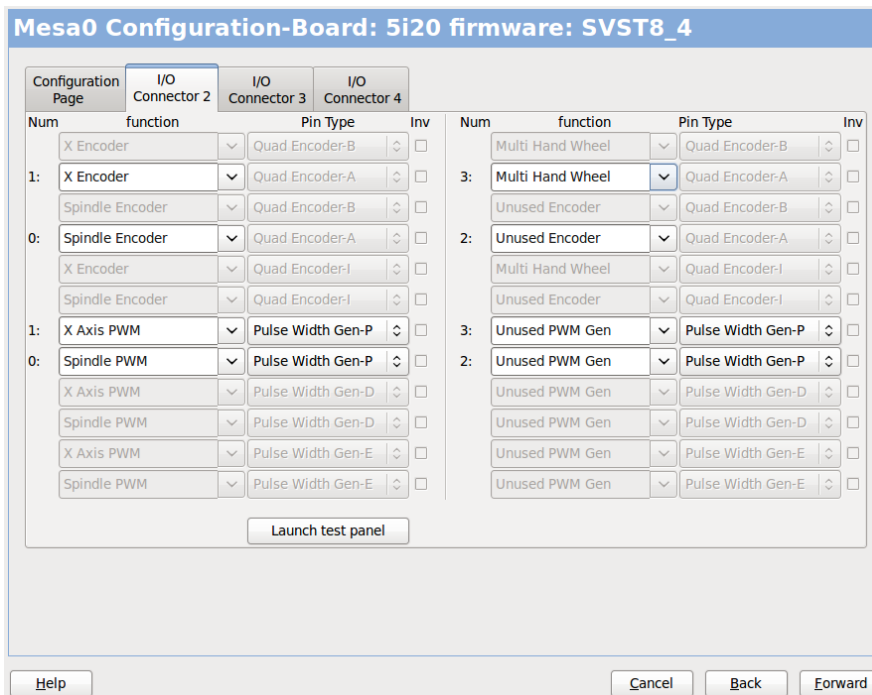 Mesa0 Configuration-Board: 5i20 firmware: SVST8_4
Configuration Page
I/O Connector 2
I/O Connector 3
I/O Connector 4
Num function Pin Type Inv Num function Pin Type Inv
X Encoder Quad Encoder-B Multi Hand Wheel Quad Encoder-B
1: X Encoder Quad Encoder-A 3: Multi Hand Wheel Quad Encoder-A
Spindle Encoder Quad Encoder-B Unused Encoder Quad Encoder-B
0: Spindle Encoder Quad Encoder-A 2: Unused Encoder Quad Encoder-A
X Encoder Quad Encoder-I Multi Hand Wheel Quad Encoder-I
Spindle Encoder Quad Encoder-I Unused Encoder Quad Encoder-I
1: X Axis PWM Pulse Width Gen-P 3: Unused PWM Gen Pulse Width Gen-P
0: Spindle PWM Pulse Width Gen-P 2: Unused PWM Gen Pulse Width Gen-P
X Axis PWM Pulse Width Gen-D Unused PWM Gen Pulse Width Gen-D
Spindle PWM Pulse Width Gen-D Unused PWM Gen Pulse Width Gen-D
X Axis PWM Pulse Width Gen-E Unused PWM Gen Pulse Width Gen-E
Spindle PWM Pulse Width Gen-E Unused PWM Gen Pulse Width Gen-E
Launch test panel
Help Cancel Back Forward